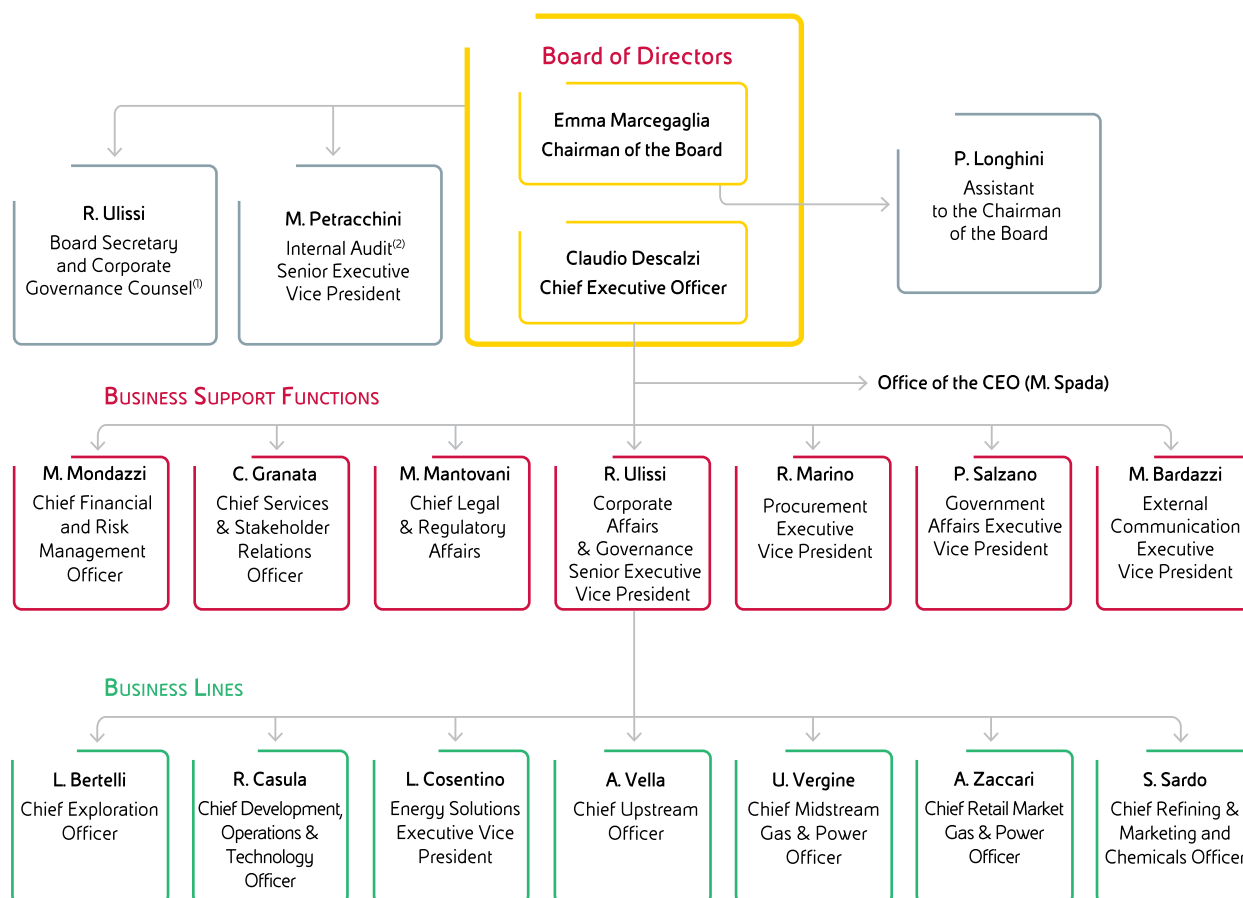 Board of Directors
Emma Marcegaglia
Chairman of the Board
Claudio Descalzi
Chief Executive Officer
R. Ulissi
Board Secretary
and Corporate
Governance Counsel(1)
M. Petracchini
Internal Audit(2)
Senior Executive
Vice President
P. Longhini
Assistant
to the Chairman
of the Board
Office of the CEO (M. Spada)
BUSINESS SUPPORT FUNCTIONS
M. Mondazzi
Chief Financial
and Risk
Management
Officer
C. Granata
Chief Services
& Stakeholder
Relations
Officer
M. Mantovani
Chief Legal
& Regulatory
Affairs
R. Ulissi
Corporate
Affairs
& Governance
Senior Executive
Vice President
R. Marino
Procurement
Executive
Vice President
P. Salzano
Government
Affairs Executive
Vice President
M. Bardazzi
External
Communication
Executive
Vice President
BUSINESS LINES
L. Bertelli
Chief Exploration
Officer
R. Casula
Chief Development,
Operations &
Technology
Officer
L. Cosentino
Energy Solutions
Executive Vice
President
A. Vella
Chief Upstream
Officer
U. Vergine
Chief Midstream
Gas & Power
Officer
A. Zaccari
Chief Retail Market
Gas & Power
Officer
S. Sardo
Chief Refining &
Marketing and
Chemicals Officer